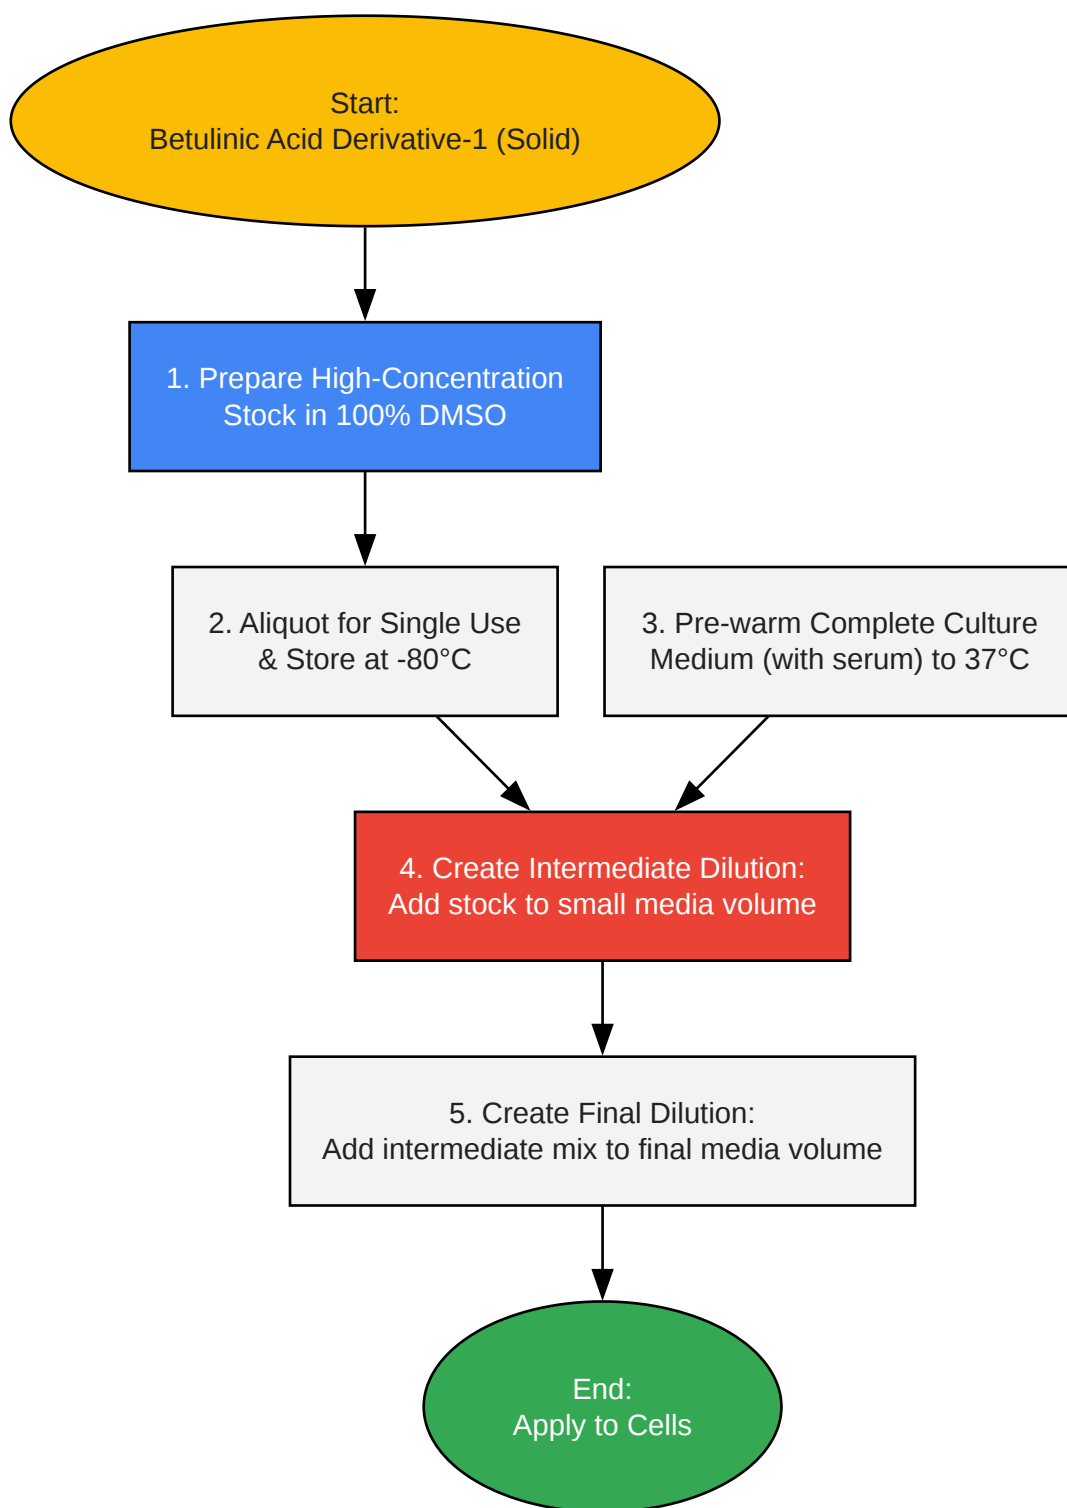 Start:
Betulinic Acid Derivative-1 (Solid)
1. Prepare High-Concentration
Stock in 100% DMSO
2. Aliquot for Single Use
& Store at -80°C
3. Pre-warm Complete Culture
Medium (with serum) to 37°C
4. Create Intermediate Dilution:
Add stock to small media volume
5. Create Final Dilution:
Add intermediate mix to final media volume
End:
Apply to Cells